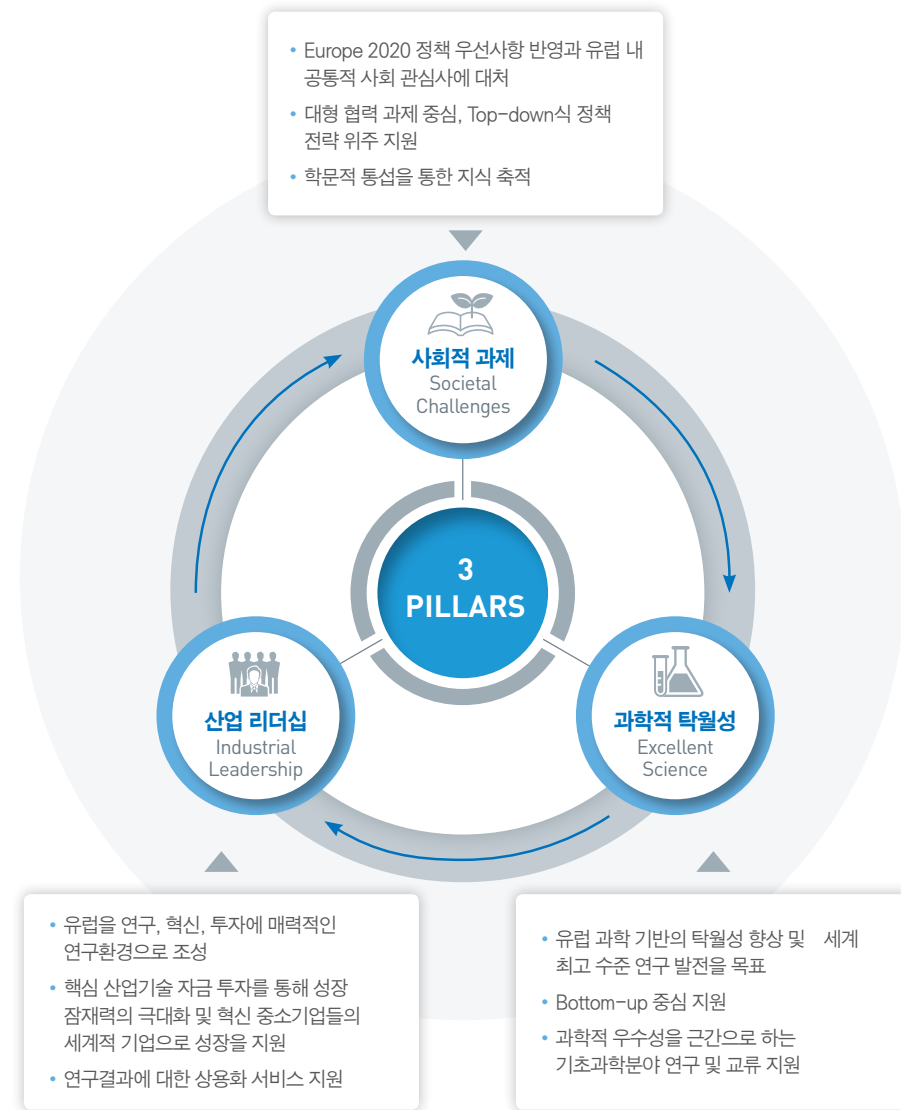 • Europe 2020 정책 우선사항 반영과 유럽 내
공통적 사회 관심사에 대처
• 대형 협력 과제 중심, Top-down식 정책
전략 위주 지원
• 학문적 통섭을 통한 지식 축적
사회적 과제
Societal
Challenges
3
PILLARS
산업 리더십
Industrial
Leadership
과학적 탁월성
Excellent
Science
• 유럽을 연구, 혁신, 투자에 매력적인
연구환경으로 조성
• 핵심 산업기술 자금 투자를 통해 성장
잠재력의 극대화 및 혁신 중소기업들의
세계적 기업으로 성장을 지원
• 연구결과에 대한 상용화 서비스 지원
• 유럽 과학 기반의 탁월성 향상 및 세계
최고 수준 연구 발전을 목표
• Bottom-up 중심 지원
• 과학적 우수성을 근간으로 하는
기초과학분야 연구 및 교류 지원